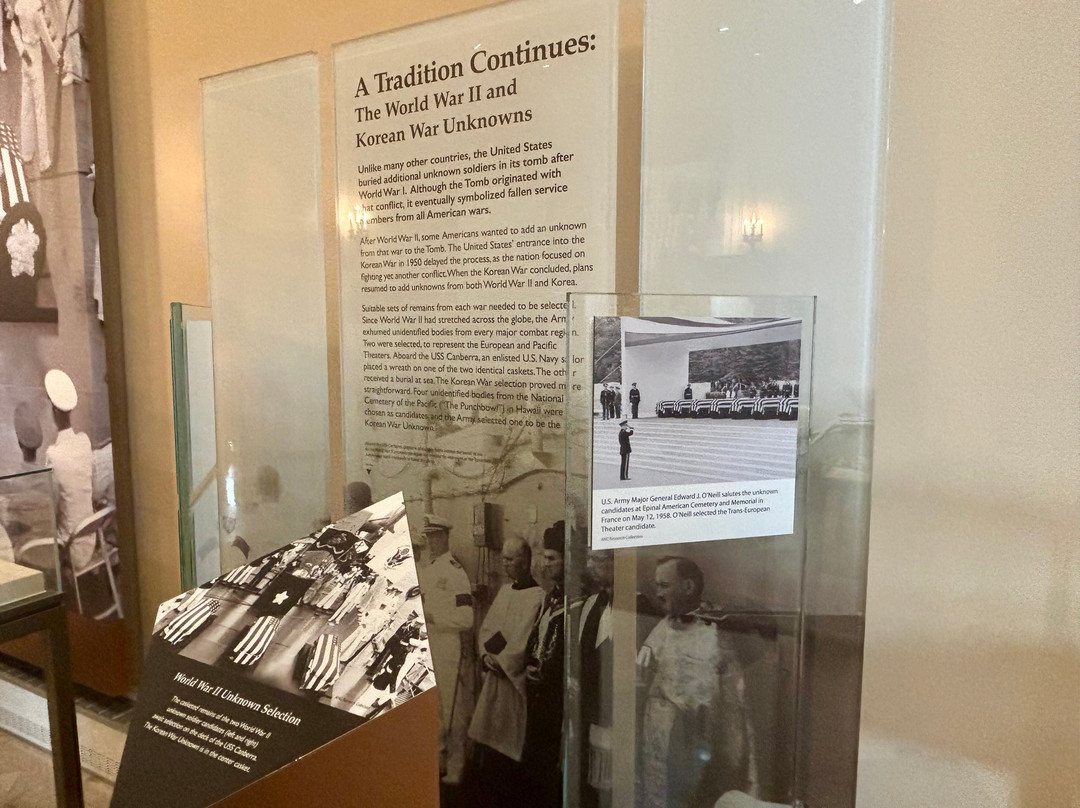 A Tradition Continues:
The World War II and
Korean War Unknowns
Unlike many other countries, the United States
buried additional unknown soldiers in its tomb after
World War I. Although the Tomb originated with
that conflict, it eventually symbolized fallen service
members from all American wars.
After World War II, some Americans wanted to add an unknown
from that war to the Tomb. The United States' entrance into the
Korean War in 1950 delayed the process, as the nation focused on
fighting yet another conflict. When the Korean War concluded, plans
resumed to add unknowns from both World War II and Korea.
Suitable sets of remains from each war needed to be selected.
Since World War II had stretched across the globe, the Army
exhumed unidentified bodies from every major combat region.
Two were selected, to represent the European and Pacific
Theaters. Aboard the USS Canberra, an enlisted U.S. Navy sailor
placed a wreath on one of the two identical caskets. The other
received a burial at sea. The Korean War selection proved more
straightforward. Four unidentified bodies from the National
Cemetery of the Pacific ("The Punchbowl") in Hawaii were
chosen as candidates, and the Army selected one to be the
Korean War Unknown.
U.S. Army Major General Edward J. O'Neill salutes the unknown
candidates at Epinal American Cemetery and Memorial in
France on May 12, 1958. O'Neill selected the Trans-European
Theater candidate.
World War II Unknown Selection
The casketed remains of the two World War II
unknown soldier candidates (left and right)
await selection on the deck of the USS Canberra.
The Korean War Unknown is in the center casket.